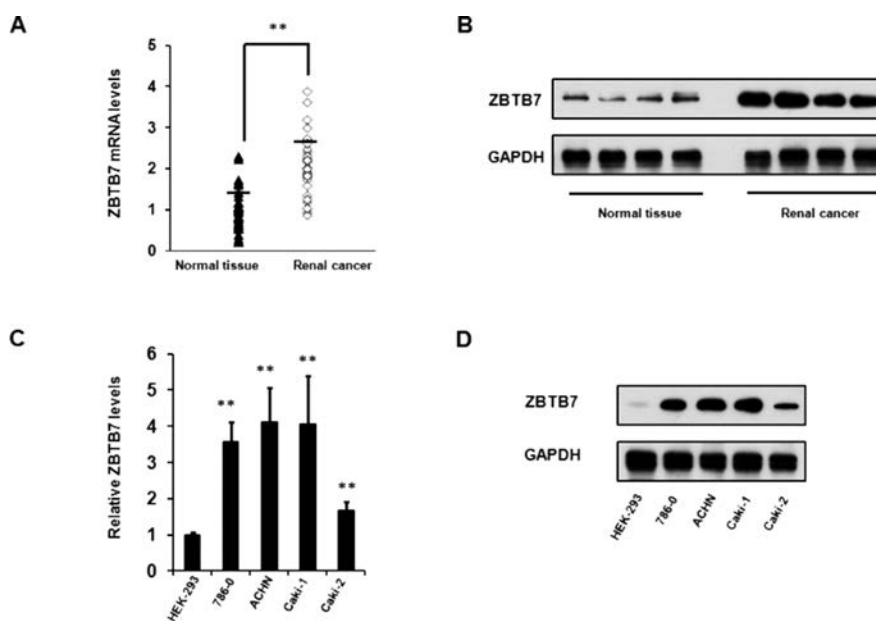 A
ZBTB7 mRNA levels
5
4
3
2
1
0
**
Normal tissue
Renal cancer
B
ZBTB7
GAPDH
Normal tissue
Renal cancer
C
Relative ZBTB7 levels
6
5
4
3
2
1
0
**
**
**
**
HEK-293
786-0
ACHN
Caki-1
Caki-2
D
ZBTB7
GAPDH
HEK-293
786-0
ACHN
Caki-1
Caki-2